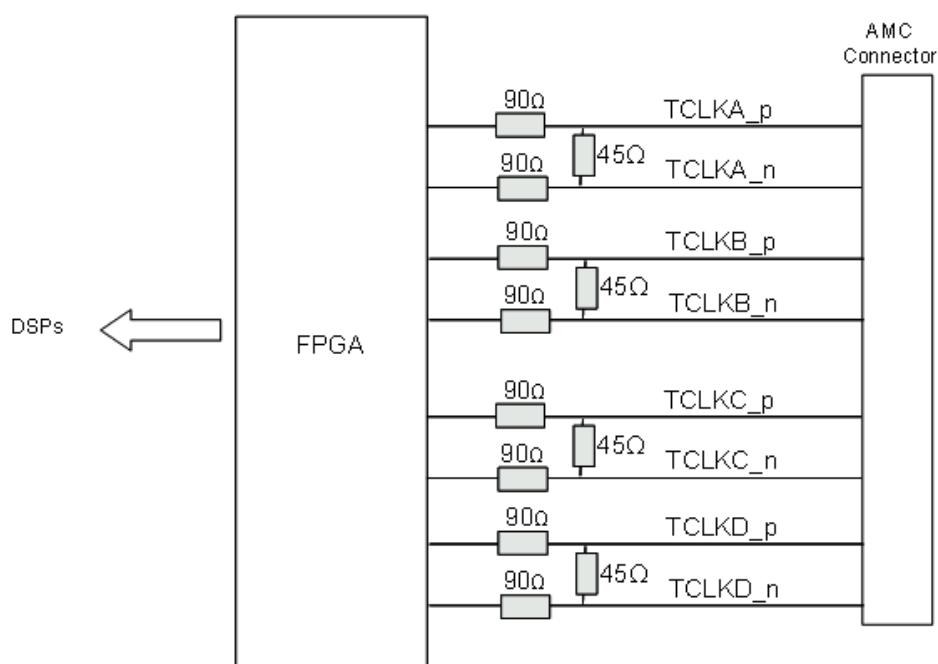 AMC
Connector
90Ω
TCLKA_p
45Ω
90Ω
TCLKA_n
90Ω
TCLKB_p
45Ω
90Ω
TCLKB_n
DSPs
FPGA
90Ω
TCLKC_p
45Ω
90Ω
TCLKC_n
90Ω
TCLKD_p
45Ω
90Ω
TCLKD_n